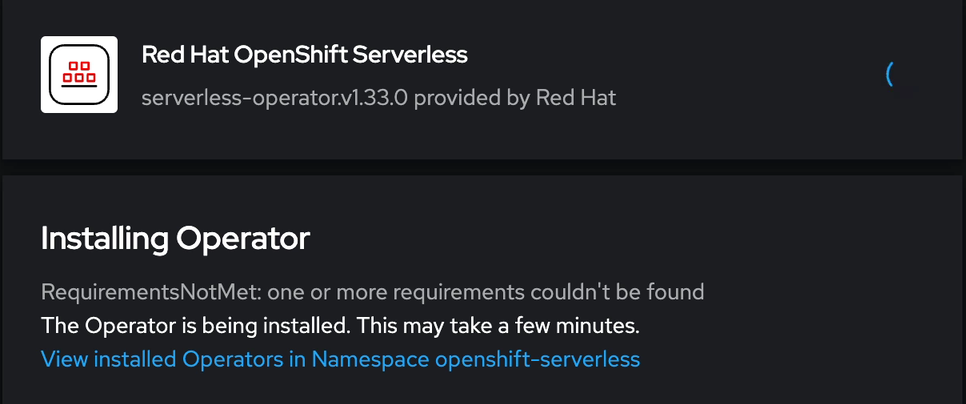 Red Hat OpenShift Serverless
serverless-operator.v1.33.0 provided by Red Hat
Installing Operator
RequirementsNotMet: one or more requirements couldn't be found
The Operator is being installed. This may take a few minutes.
View installed Operators in Namespace openshift-serverless